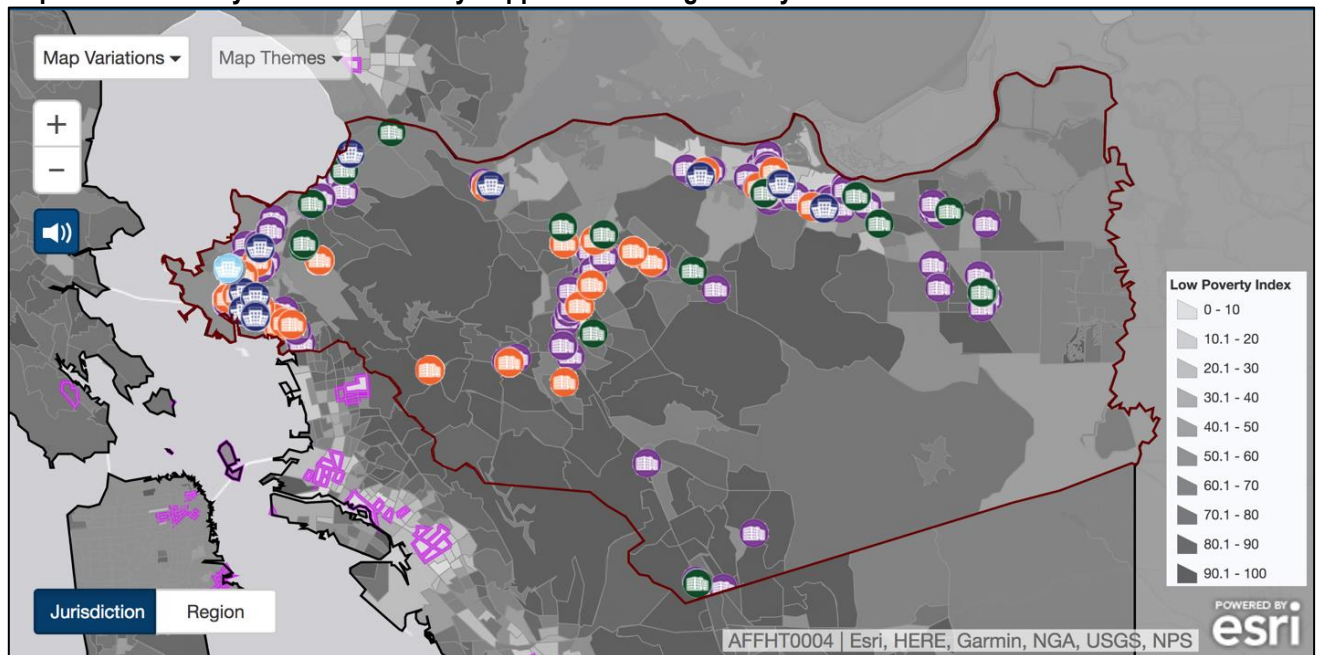 Map Variations
Map Themes
+
−
Low Poverty Index
0 - 10
10.1 - 20
20.1 - 30
30.1 - 40
40.1 - 50
50.1 - 60
60.1 - 70
70.1 - 80
80.1 - 90
90.1 - 100
Jurisdiction
Region
POWERED BY
esri
AFFHT0004 | Esri, HERE, Garmin, NGA, USGS, NPS